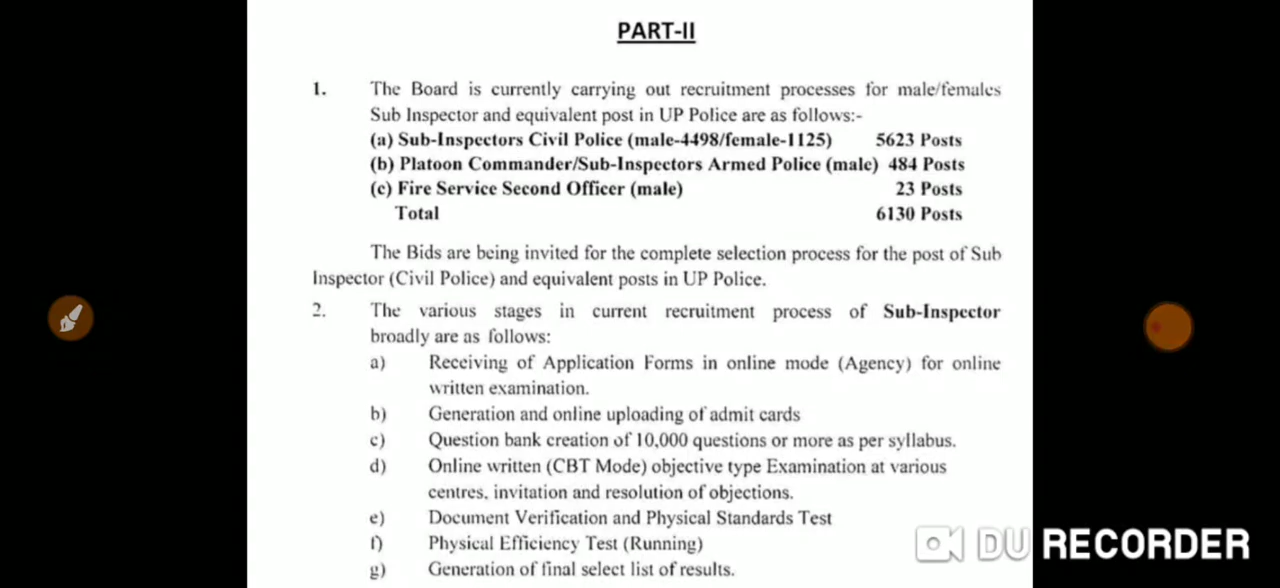 PART-II
1. The Board is currently carrying out recruitment processes for male/females
Sub Inspector and equivalent post in UP Police are as follows:-
(a) Sub-Inspectors Civil Police (male-4498/female-1125) 5623 Posts
(b) Platoon Commander/Sub-Inspectors Armed Police (male) 484 Posts
(c) Fire Service Second Officer (male) 23 Posts
Total 6130 Posts
The Bids are being invited for the complete selection process for the post of Sub
Inspector (Civil Police) and equivalent posts in UP Police.
2. The various stages in current recruitment process of Sub-Inspector
broadly are as follows:
a) Receiving of Application Forms in online mode (Agency) for online
written examination.
b) Generation and online uploading of admit cards
c) Question bank creation of 10,000 questions or more as per syllabus.
d) Online written (CBT Mode) objective type Examination at various
centres, invitation and resolution of objections.
e) Document Verification and Physical Standards Test
f) Physical Efficiency Test (Running)
g) Generation of final select list of results.
DU RECORDER